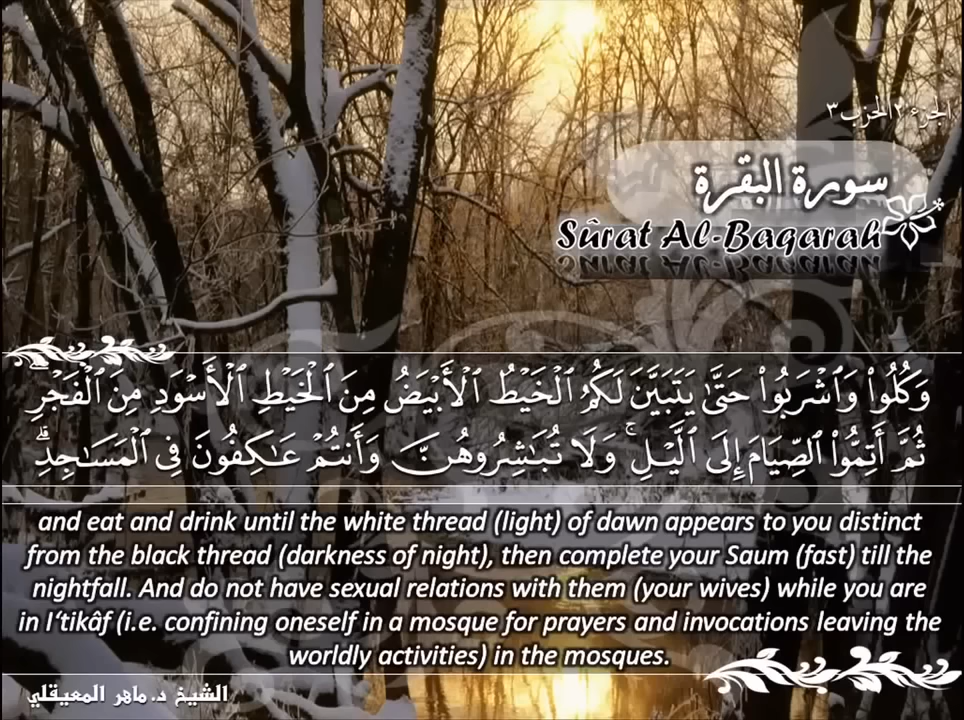 الجزء ٢ الحزب ٣
سورة البقرة
Sûrat Al-Baqarah
وَكُلُوا۟ وَٱشْرَبُوا۟ حَتَّىٰ يَتَبَيَّنَ لَكُمُ ٱلْخَيْطُ ٱلْأَبْيَضُ مِنَ ٱلْخَيْطِ ٱلْأَسْوَدِ مِنَ ٱلْفَجْرِ ۖ
ثُمَّ أَتِمُّوا۟ ٱلصِّيَامَ إِلَى ٱلَّيْلِ ۚ وَلَا تُبَـٰشِرُوهُنَّ وَأَنتُمْ عَـٰكِفُونَ فِى ٱلْمَسَـٰجِدِ ۗ
and eat and drink until the white thread (light) of dawn appears to you distinct
from the black thread (darkness of night), then complete your Saum (fast) till the
nightfall. And do not have sexual relations with them (your wives) while you are
in I‘tikâf (i.e. confining oneself in a mosque for prayers and invocations leaving the
worldly activities) in the mosques.
الشيخ د. ماهر المعيقلي